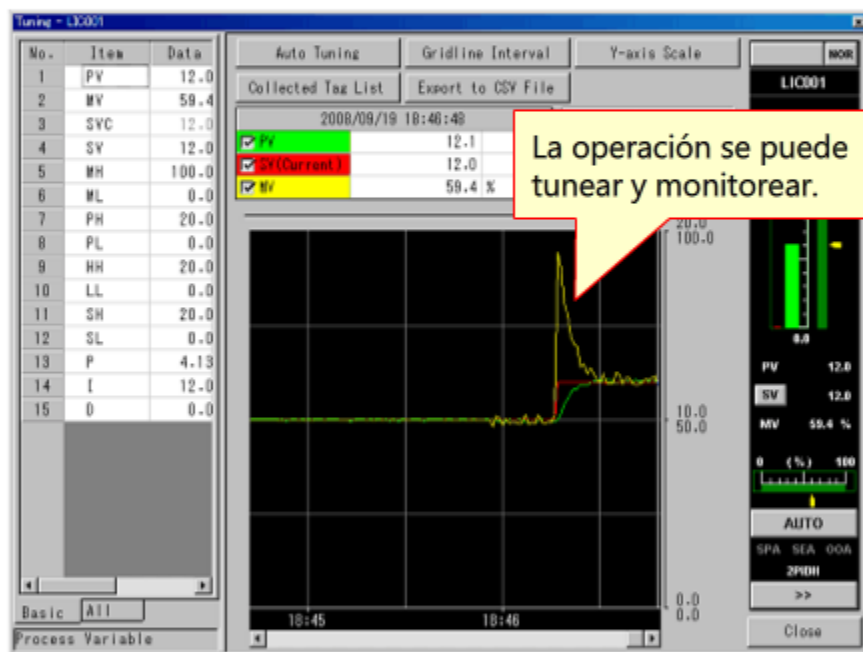 Tuning - LIC001
No. Item Data
1 PV 12.0
2 MV 59.4
3 SVC 12.0
4 SV 12.0
5 MH 100.0
6 ML 0.0
7 PH 20.0
8 PL 0.0
9 HH 20.0
10 LL 0.0
11 SH 20.0
12 SL 0.0
13 P 4.13
14 I 12.0
15 D 0.0
Basic All
Process Variable
Auto Tuning Gridline Interval Y-axis Scale
Collected Tag List Export to CSV File
2008/09/19 18:46:48
PV 12.1
SV(Current) 12.0
MV 59.4 %
La operación se puede
tunear y monitorear.
20.0
100.0
10.0
50.0
0.0
0.0
18:45 18:46
NOR
LIC001
0.0
PV 12.0
SV 12.0
MV 59.4 %
0 (%) 100
AUTO
SPA SEA OOA
2PIDH
>>
Close